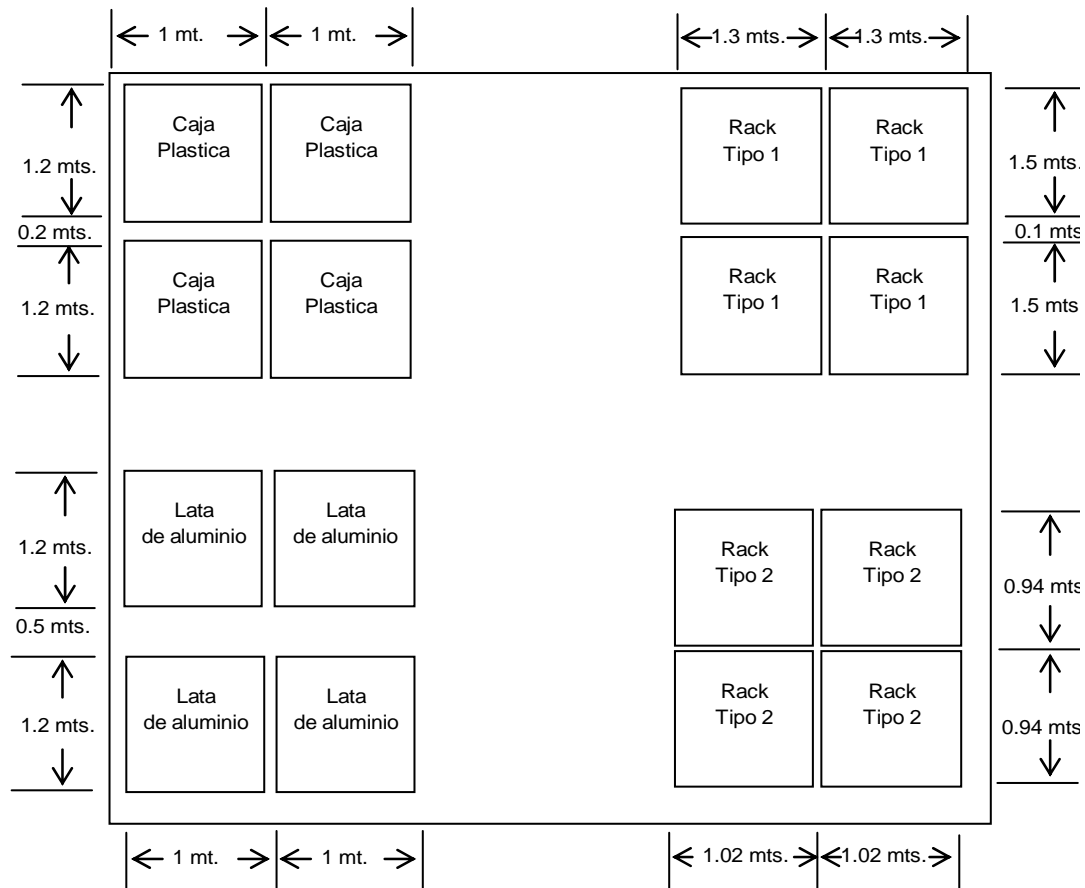 1 mt.
1 mt.
1.3 mts.
1.3 mts.
Caja
Plastica
Caja
Plastica
Rack
Tipo 1
Rack
Tipo 1
1.2 mts.
1.5 mts.
0.2 mts.
0.1 mts
Caja
Plastica
Caja
Plastica
Rack
Tipo 1
Rack
Tipo 1
1.2 mts.
1.5 mts
Lata
de aluminio
Lata
de aluminio
1.2 mts.
Rack
Tipo 2
Rack
Tipo 2
0.94 mts
0.5 mts.
Lata
de aluminio
Lata
de aluminio
Rack
Tipo 2
Rack
Tipo 2
1.2 mts.
0.94 mts
1 mt.
1 mt.
1.02 mts.
1.02 mts.